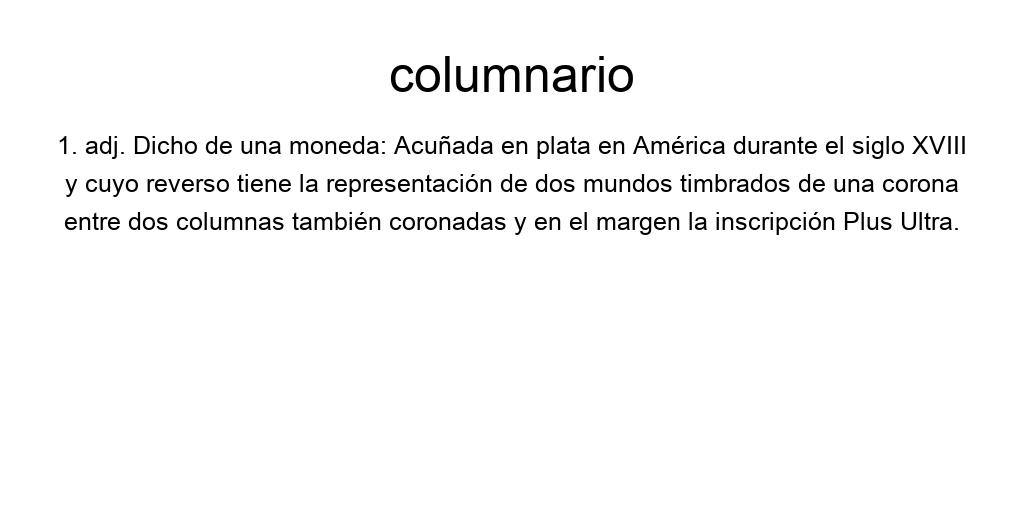 columnario
1. adj. Dicho de una moneda: Acuñada en plata en América durante el siglo XVIII
y cuyo reverso tiene la representación de dos mundos timbrados de una corona
entre dos columnas también coronadas y en el margen la inscripción Plus Ultra.